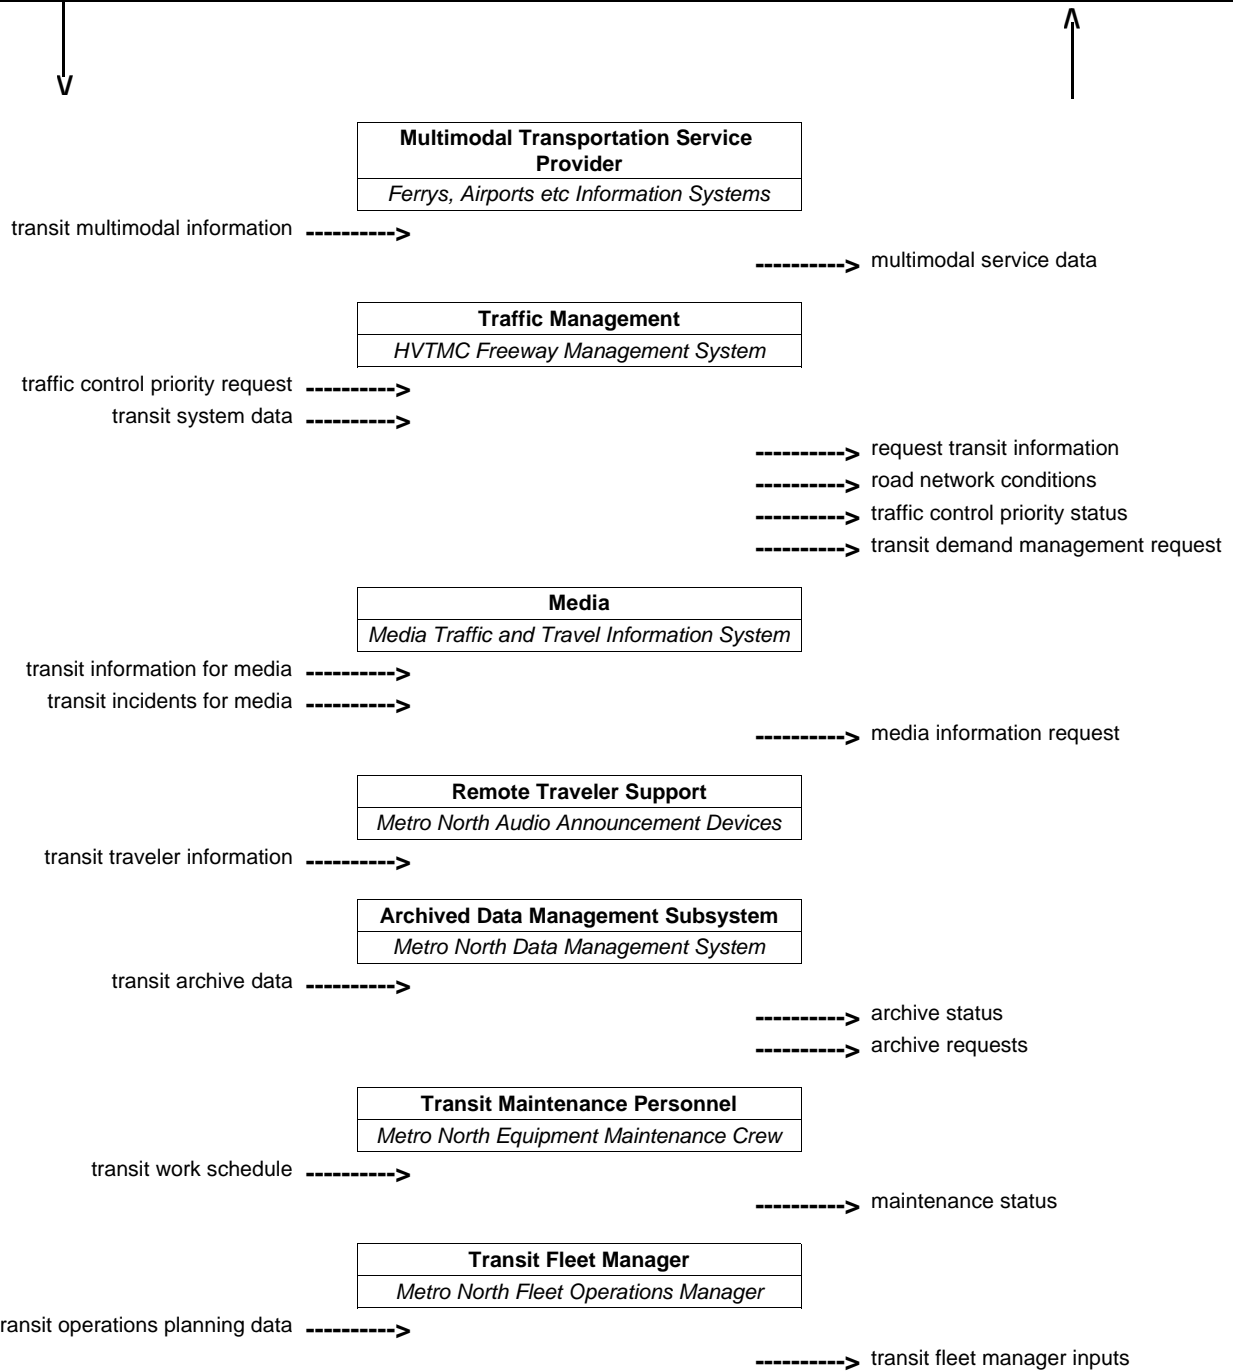 Multimodal Transportation Service
Provider
Ferrys, Airports etc Information Systems
transit multimodal information
multimodal service data
Traffic Management
HVTMC Freeway Management System
traffic control priority request
transit system data
request transit information
road network conditions
traffic control priority status
transit demand management request
Media
Media Traffic and Travel Information System
transit information for media
transit incidents for media
media information request
Remote Traveler Support
Metro North Audio Announcement Devices
transit traveler information
Archived Data Management Subsystem
Metro North Data Management System
transit archive data
archive status
archive requests
Transit Maintenance Personnel
Metro North Equipment Maintenance Crew
transit work schedule
maintenance status
Transit Fleet Manager
Metro North Fleet Operations Manager
ransit operations planning data
transit fleet manager inputs